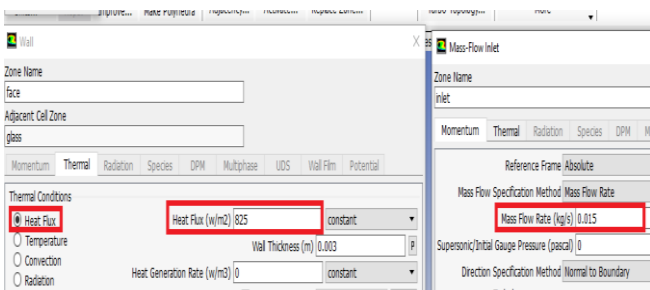 Improve... Make Polyhedra
Wall
Zone Name
face
Adjacent Cell Zone
glass
Momentum Thermal Radiation Species DPM Multiphase UDS Wall Film Potential
Thermal Conditions
Heat Flux
Temperature
Convection
Radiation
Heat Flux (w/m2) 825 constant
Wall Thickness (m) 0.003 P
Heat Generation Rate (w/m3) 0 constant
Mass-Flow Inlet
Zone Name
inlet
Momentum Thermal Radiation Species DPM
Reference Frame Absolute
Mass Flow Specification Method Mass Flow Rate
Mass Flow Rate (kg/s) 0.015
Supersonic/Initial Gauge Pressure (pascal) 0
Direction Specification Method Normal to Boundary